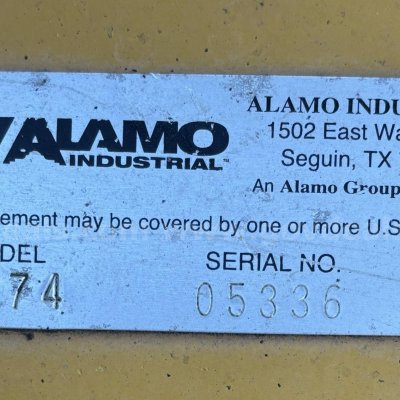 ALAMO
INDUSTRIAL™
ALAMO INDU
1502 East Wa
Seguin, TX
An Alamo Group
ement may be covered by one or more U.S
DEL
SERIAL NO.
74
05336